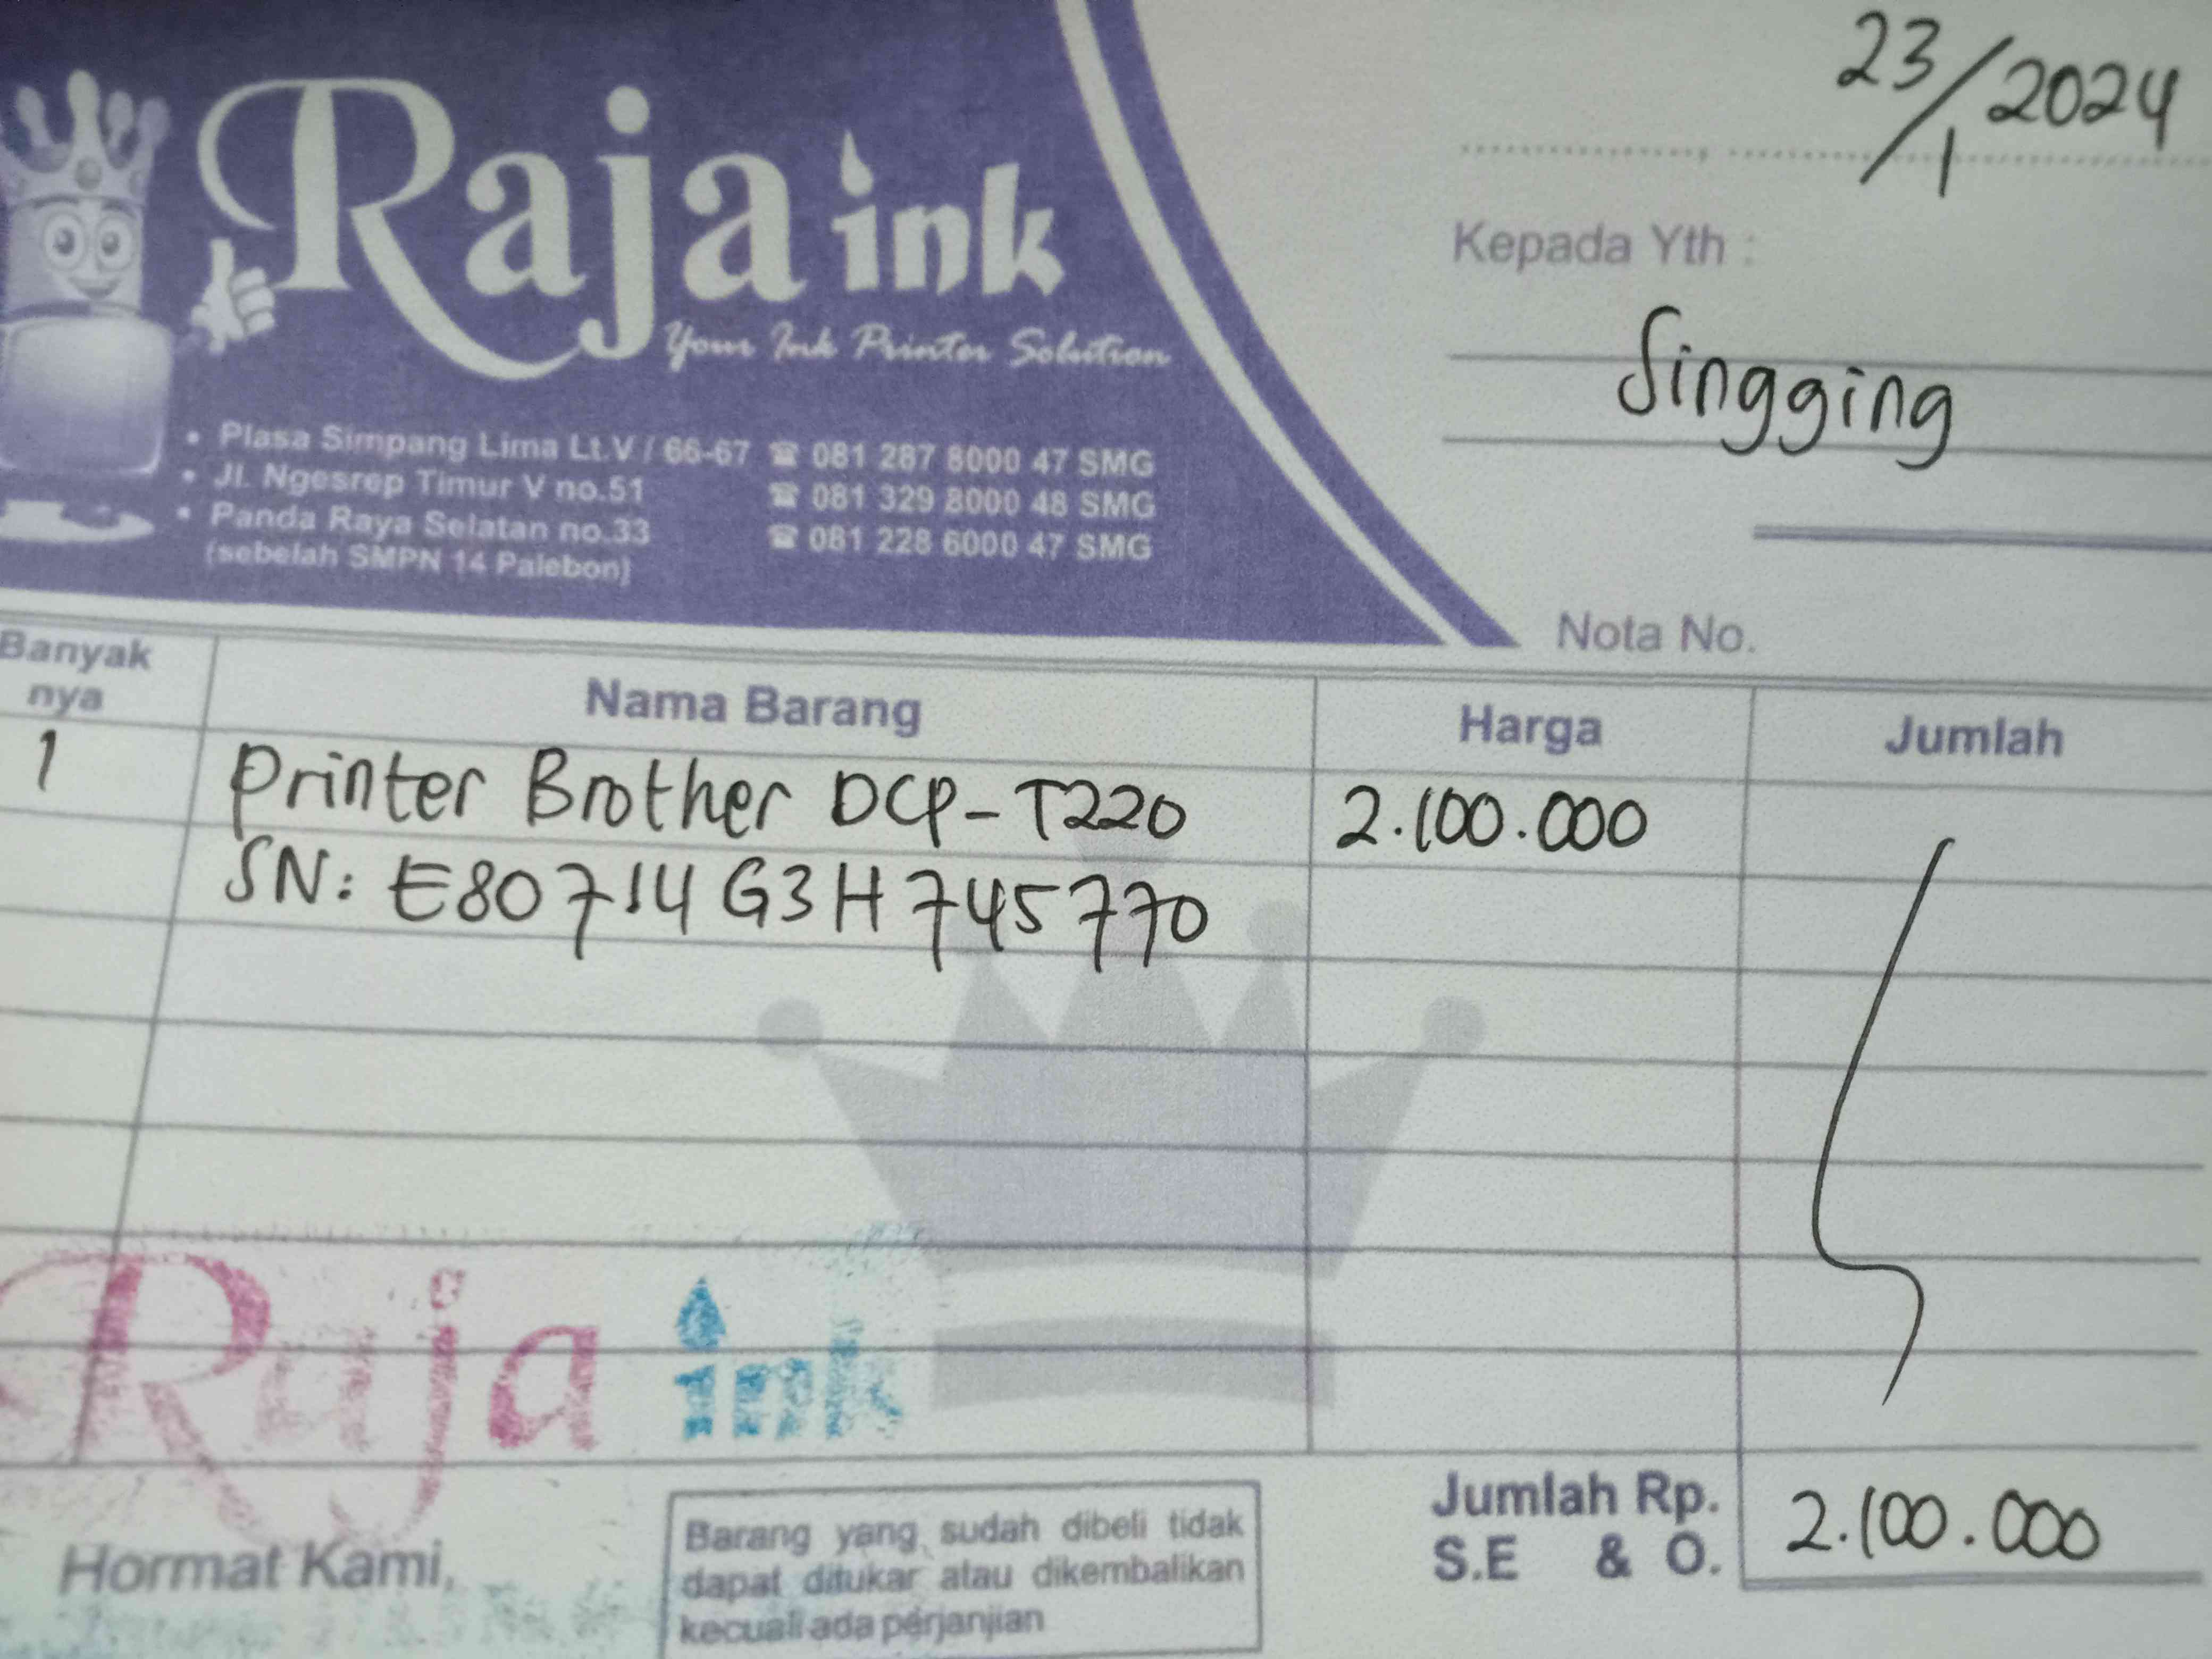 23/1/2024
Raja ink
Your Ink Printer Solution
Kepada Yth :
Singging
• Plasa Simpang Lima Lt.V / 66-67 ☎ 081 287 8000 47 SMG
• Jl. Ngesrep Timur V no.51 ☎ 081 329 8000 48 SMG
• Panda Raya Selatan no.33 ☎ 081 228 6000 47 SMG
(sebelah SMPN 14 Palebon)
Nota No.
Banyak nya Nama Barang Harga Jumlah
1 Printer Brother DCP-T220 2.100.000
SN: E80714G3H745770
Raja ink
Jumlah Rp. 2.100.000
S.E & O.
Hormat Kami,
Barang yang sudah dibeli tidak
dapat ditukar atau dikembalikan
kecuali ada perjanjian